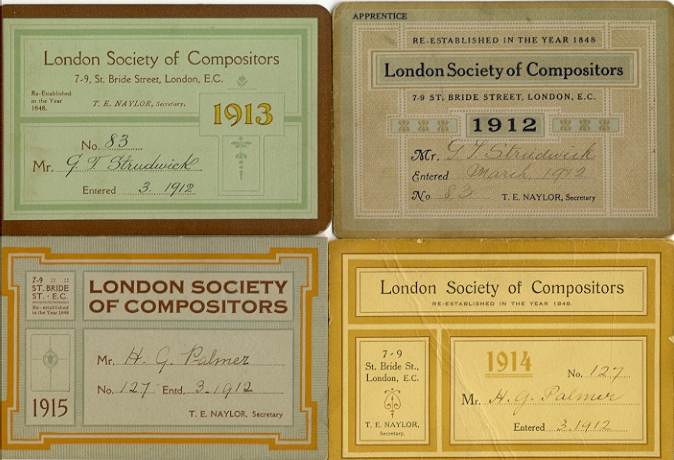 London Society of Compositors
7-9, St. Bride Street, London, E.C.
Re-Established
in the Year
1848.
T. E. NAYLOR, Secretary.
1913
No. 83
Mr. G. T. Strudwick
Entered 3. 1912
APPRENTICE
RE-ESTABLISHED IN THE YEAR 1848
London Society of Compositors
7-9 ST. BRIDE STREET, LONDON, E.C.
1912
Mr. G. T. Strudwick
Entered March 1912
No 83
T. E. NAYLOR, Secretary
7-9
ST. BRIDE
ST. · E.C.
Re-established
in the Year 1848
LONDON SOCIETY
OF COMPOSITORS
Mr. H. G. Palmer
No. 127 Entd. 3.1912
1915
T. E. NAYLOR, Secretary
London Society of Compositors
RE-ESTABLISHED IN THE YEAR 1848.
7-9
St. Bride St.,
London, E.C.
T. E. NAYLOR,
Secretary.
1914
No. 127
Mr. H. G. Palmer
Entered 3.1912